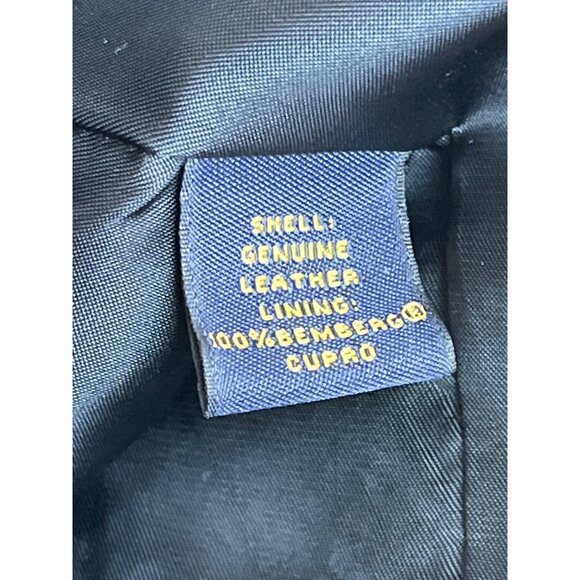 SHELL:
GENUINE
LEATHER
LINING:
100%BEMBERG®
CUPRO